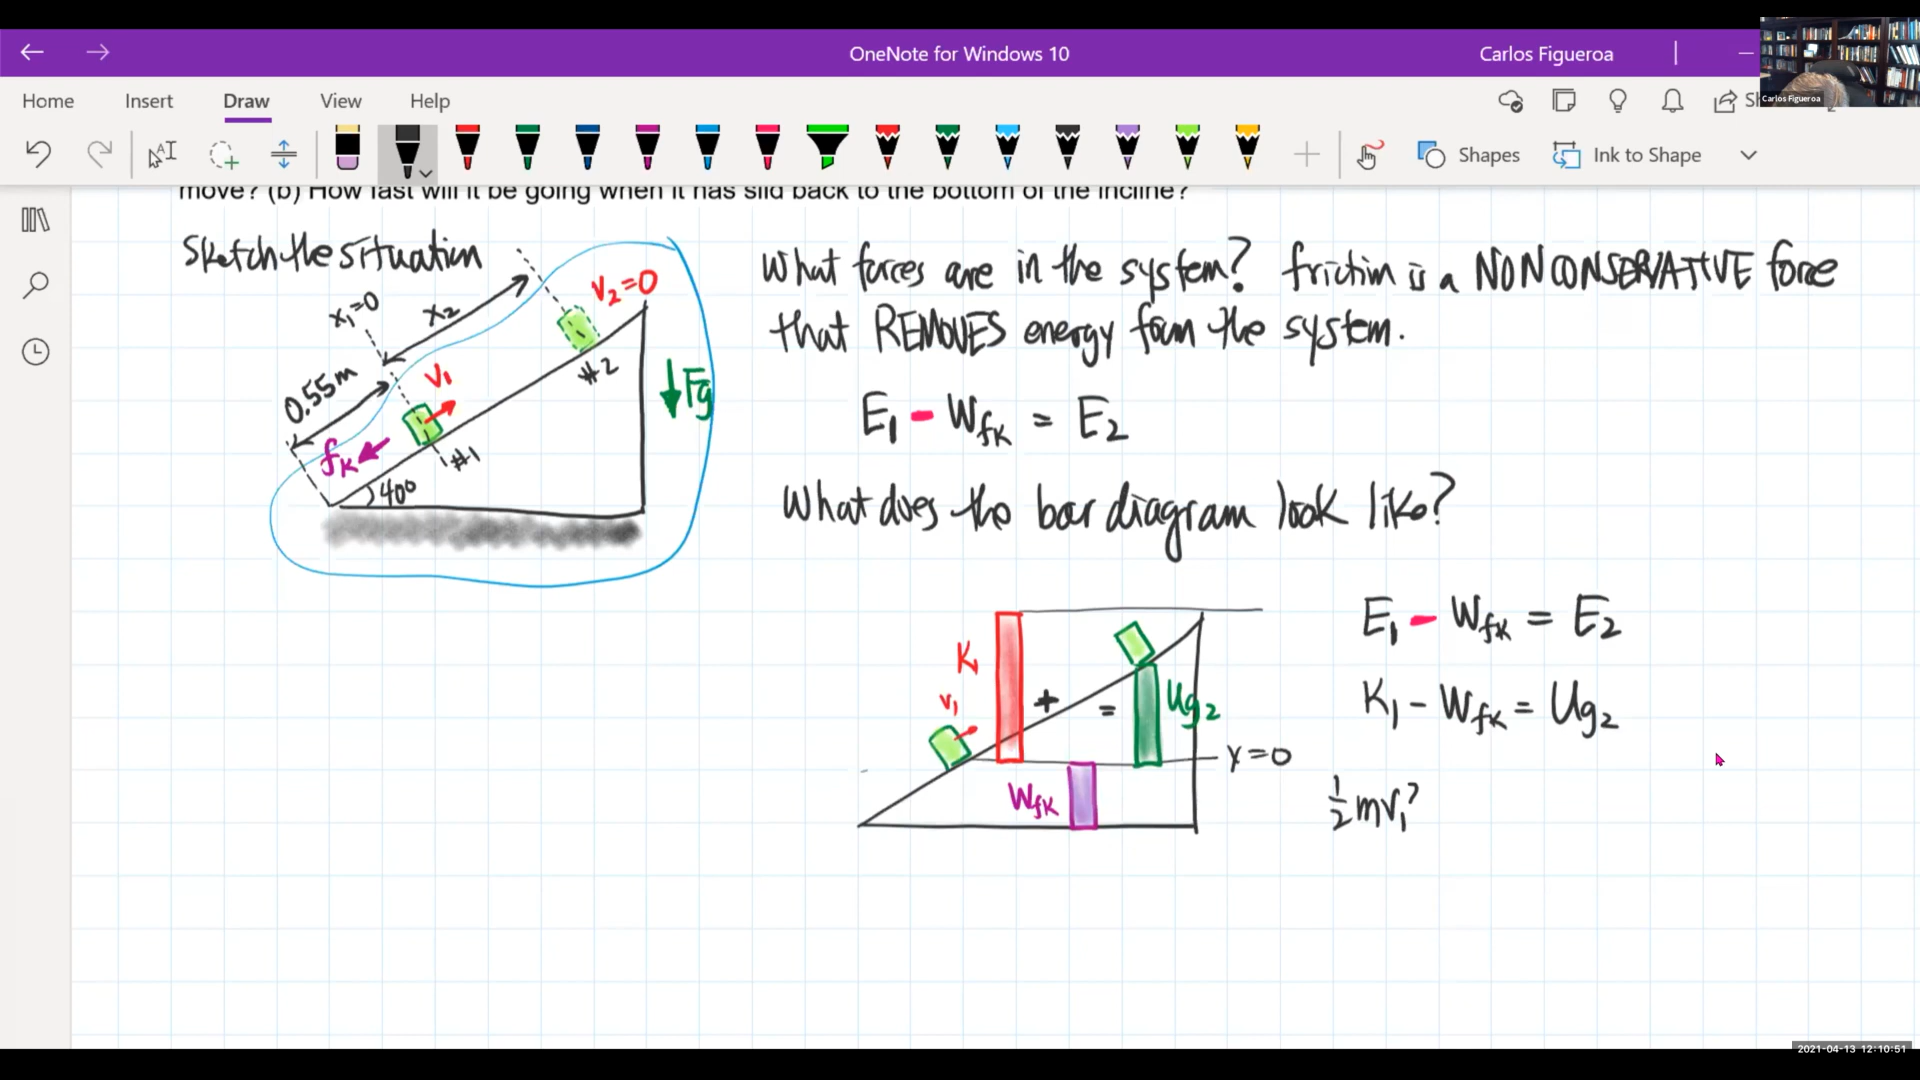 OneNote for Windows 10
Carlos Figueroa
Carlos Figueroa
Home Insert Draw View Help
Shapes Ink to Shape
move? (b) How fast will it be going when it has slid back to the bottom of the incline?
Sketch the situation
What forces are in the system? friction is a NONCONSERVATIVE force
that REMOVES energy from the system.
x₁=0
x₂
v₂=0
0.55m
v₁
#2
Fg
fk
#1
40°
E₁ - Wfk = E₂
What does the bar diagram look like?
E₁ - Wfk = E₂
K₁
v₁
+
=
Ug₂
K₁ - Wfk = Ug₂
y=0
Wfk
½mv₁²
2021-04-13 12:10:51